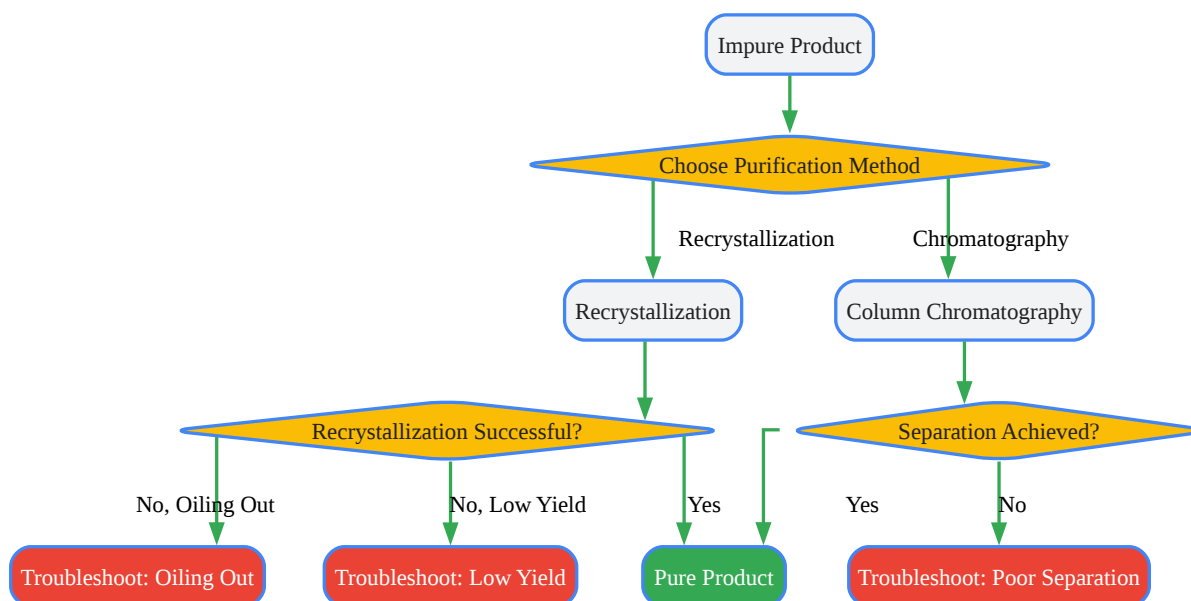 Impure Product
Choose Purification Method
Recrystallization
Chromatography
Recrystallization
Column Chromatography
Recrystallization Successful?
Separation Achieved?
No, Oiling Out
No, Low Yield
Yes
Yes
No
Troubleshoot: Oiling Out
Troubleshoot: Low Yield
Pure Product
Troubleshoot: Poor Separation